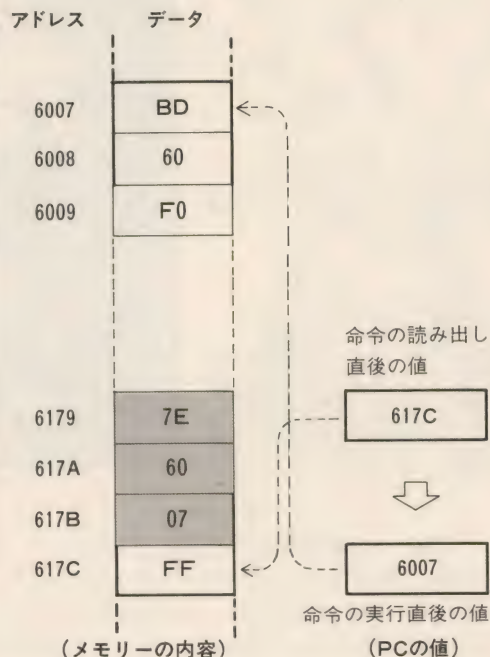 アドレス データ
6007 BD
6008 60
6009 F0
命令の読み出し
直後の値
6179 7E 617C
617A 60
617B 07
617C FF 6007
命令の実行直後の値
(メモリーの内容) (PCの値)